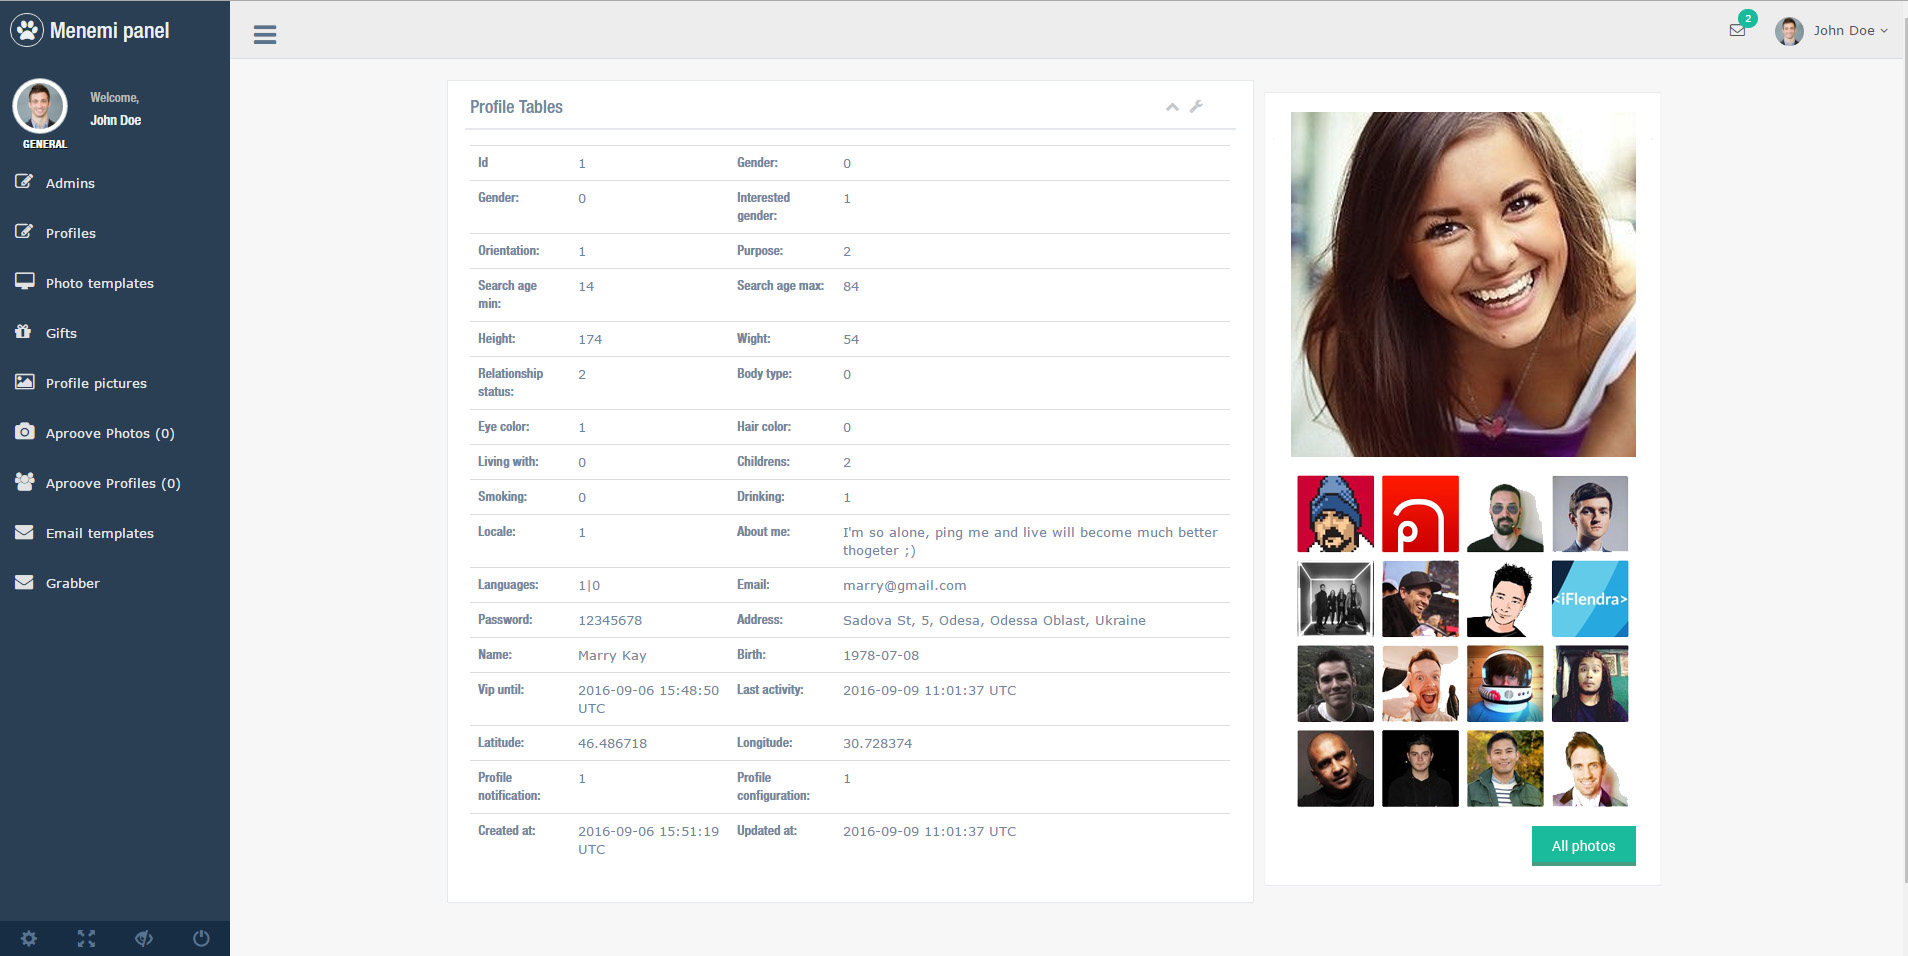 Menemi panel
2
John Doe
Welcome,
John Doe
GENERAL
Admins
Profiles
Photo templates
Gifts
Profile pictures
Aproove Photos (0)
Aproove Profiles (0)
Email templates
Grabber
Profile Tables
Id 1 Gender: 0
Gender: 0 Interested
gender: 1
Orientation: 1 Purpose: 2
Search age
min: 14 Search age max: 84
Height: 174 Wight: 54
Relationship
status: 2 Body type: 0
Eye color: 1 Hair color: 0
Living with: 0 Childrens: 2
Smoking: 0 Drinking: 1
Locale: 1 About me: I'm so alone, ping me and live will become much better
thogeter ;)
Languages: 1|0 Email: marry@gmail.com
Password: 12345678 Address: Sadova St, 5, Odesa, Odessa Oblast, Ukraine
Name: Marry Kay Birth: 1978-07-08
Vip until: 2016-09-06 15:48:50
UTC Last activity: 2016-09-09 11:01:37 UTC
Latitude: 46.486718 Longitude: 30.728374
Profile
notification: 1 Profile
configuration: 1
Created at: 2016-09-06 15:51:19
UTC Updated at: 2016-09-09 11:01:37 UTC
<iFlendra>
All photos